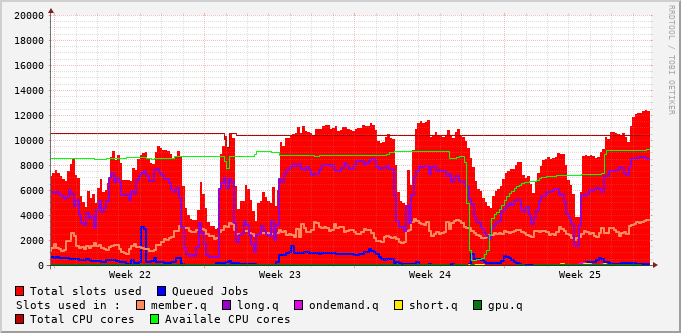 20000
18000
16000
14000
12000
10000
8000
6000
4000
2000
0
Week 22 Week 23 Week 24 Week 25
RRDTOOL / TOBI OETIKER
Total slots used Queued Jobs
Slots used in : member.q long.q ondemand.q short.q gpu.q
Total CPU cores Availale CPU cores